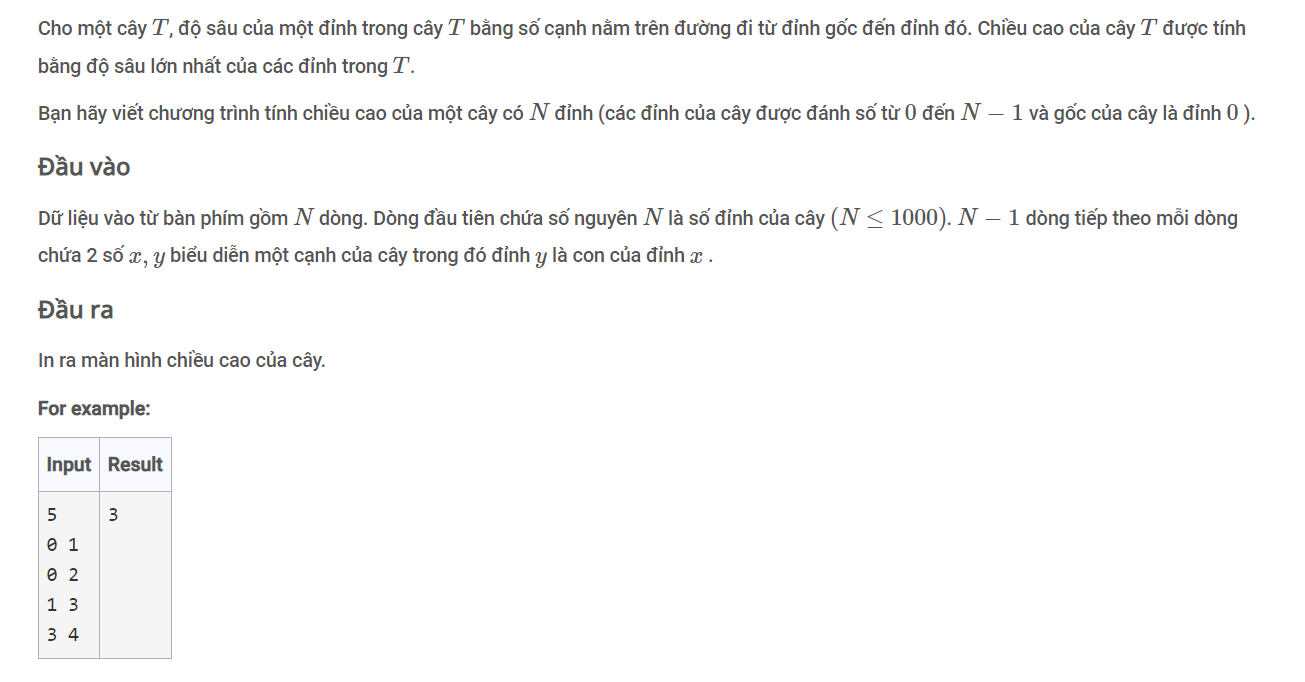 Cho một cây T, độ sâu của một đỉnh trong cây T bằng số cạnh nằm trên đường đi từ đỉnh gốc đến đỉnh đó. Chiều cao của cây T được tính
bằng độ sâu lớn nhất của các đỉnh trong T.
Bạn hãy viết chương trình tính chiều cao của một cây có N đỉnh (các đỉnh của cây được đánh số từ 0 đến N − 1 và gốc của cây là đỉnh 0 ).
Đầu vào
Dữ liệu vào từ bàn phím gồm N dòng. Dòng đầu tiên chứa số nguyên N là số đỉnh của cây (N ≤ 1000). N − 1 dòng tiếp theo mỗi dòng
chứa 2 số x, y biểu diễn một cạnh của cây trong đó đỉnh y là con của đỉnh x .
Đầu ra
In ra màn hình chiều cao của cây.
For example:
Input Result
5 3
0 1
0 2
1 3
3 4